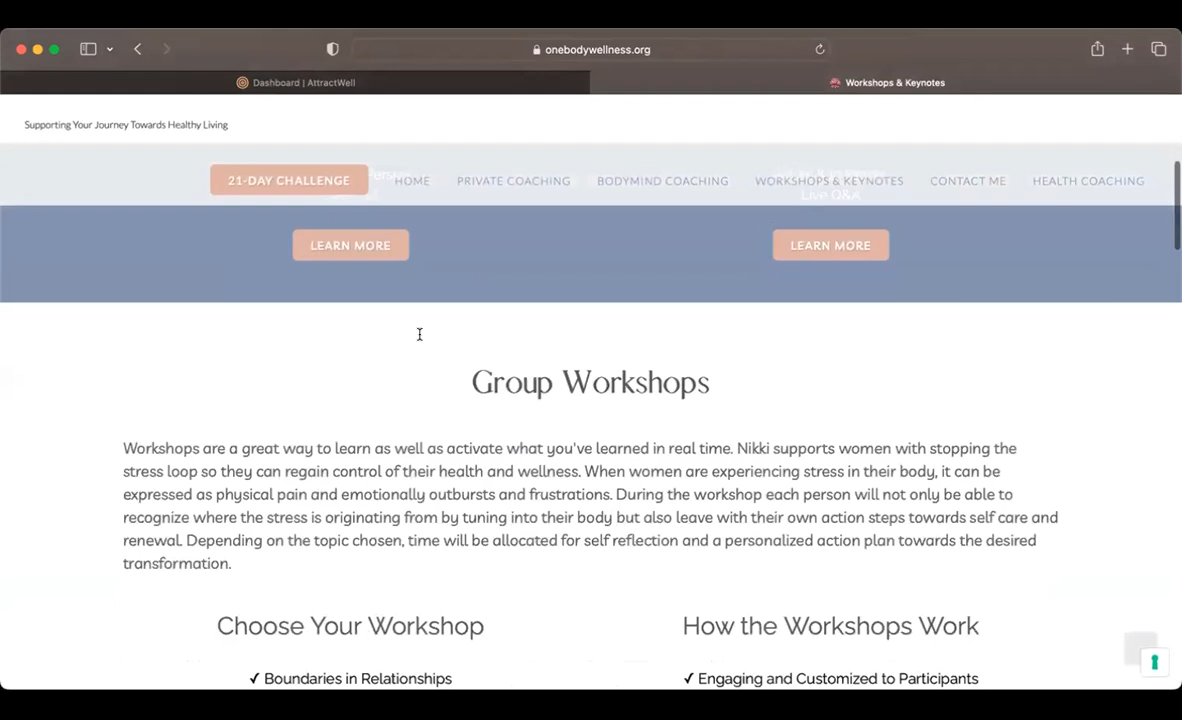 onebodywellness.org
Dashboard | AttractWell
Workshops & Keynotes
Supporting Your Journey Towards Healthy Living
21-DAY CHALLENGE
HOME
PRIVATE COACHING
BODYMIND COACHING
WORKSHOPS & KEYNOTES
CONTACT ME
HEALTH COACHING
Live Q&A
LEARN MORE
LEARN MORE
Group Workshops
Workshops are a great way to learn as well as activate what you've learned in real time. Nikki supports women with stopping the
stress loop so they can regain control of their health and wellness. When women are experiencing stress in their body, it can be
expressed as physical pain and emotionally outbursts and frustrations. During the workshop each person will not only be able to
recognize where the stress is originating from by tuning into their body but also leave with their own action steps towards self care and
renewal. Depending on the topic chosen, time will be allocated for self reflection and a personalized action plan towards the desired
transformation.
Choose Your Workshop
✓ Boundaries in Relationships
How the Workshops Work
✓ Engaging and Customized to Participants